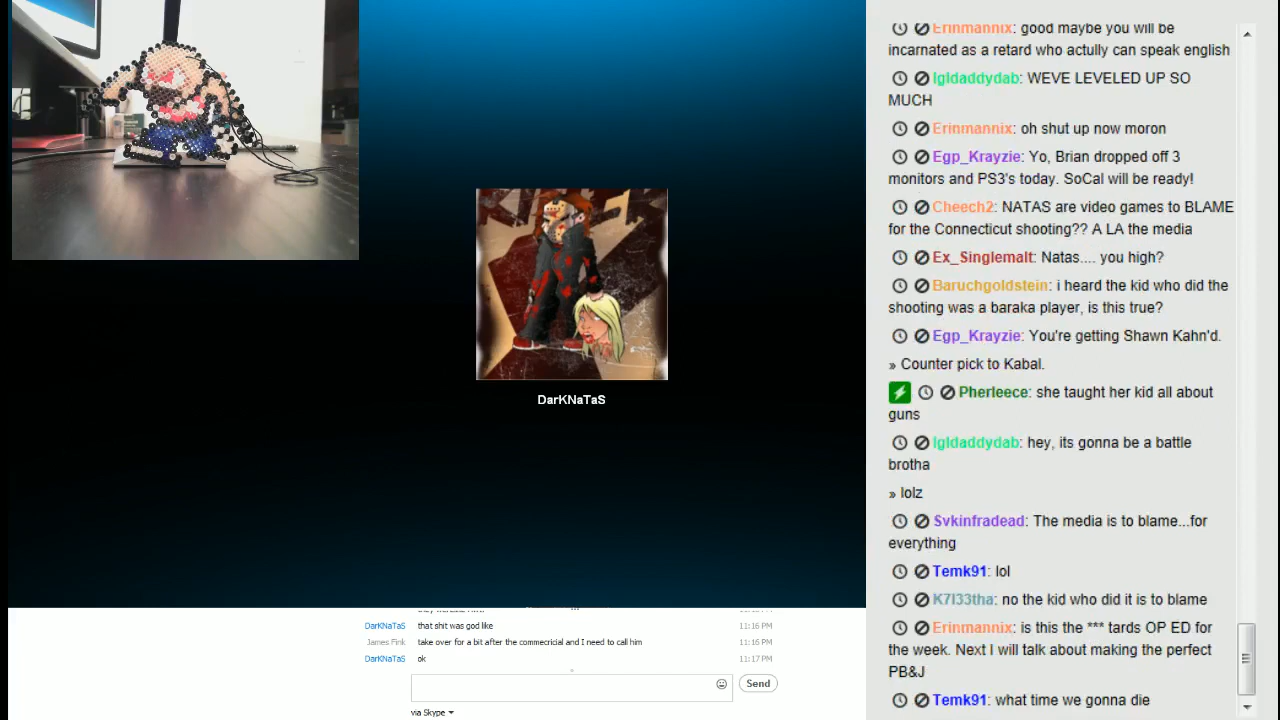 DarKNaTaS
DarKNaTaS that shit was god like 11:16 PM
James Fink take over for a bit after the commecricial and I need to call him 11:16 PM
DarKNaTaS ok 11:17 PM
Send
via Skype
Erinmannix: good maybe you will be
incarnated as a retard who actully can speak english
Igldaddydab: WEVE LEVELED UP SO
MUCH
Erinmannix: oh shut up now moron
Egp_Krayzie: Yo, Brian dropped off 3
monitors and PS3's today. SoCal will be ready!
Cheech2: NATAS are video games to BLAME
for the Connecticut shooting?? A LA the media
Ex_Singlemalt: Natas.... you high?
Baruchgoldstein: i heard the kid who did the
shooting was a baraka player, is this true?
Egp_Krayzie: You're getting Shawn Kahn'd.
» Counter pick to Kabal.
Pherleece: she taught her kid all about
guns
Igldaddydab: hey, its gonna be a battle
brotha
» lolz
Svkinfradead: The media is to blame...for
everything
Temk91: lol
K7l33tha: no the kid who did it is to blame
Erinmannix: is this the *** tards OP ED for
the week. Next I will talk about making the perfect
PB&J
Temk91: what time we gonna die